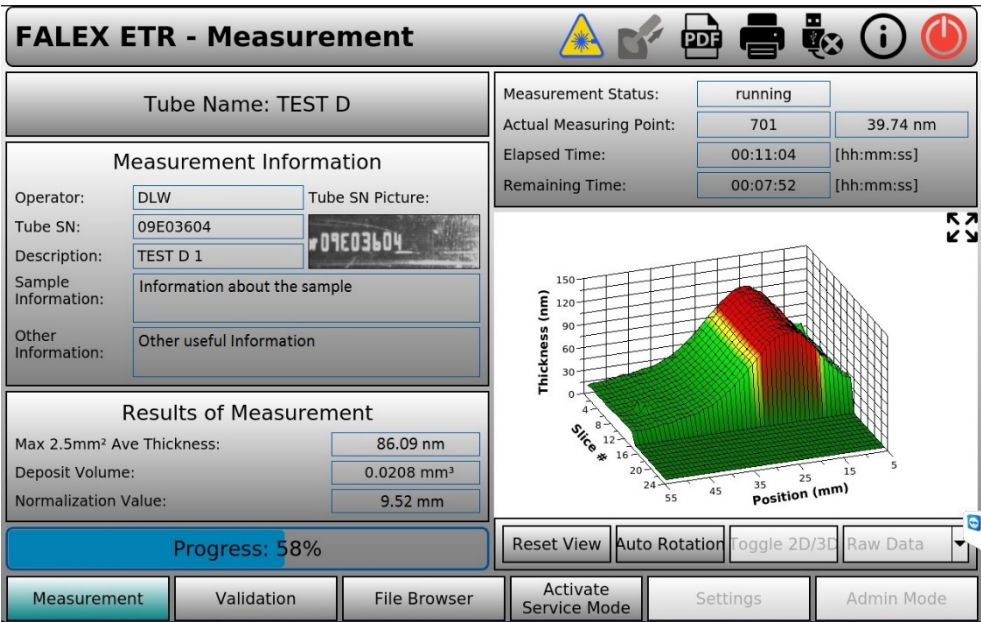 FALEX ETR - Measurement
PDF
Tube Name: TEST D
Measurement Information
Operator: DLW Tube SN Picture:
Tube SN: 09E03604
09E03604
Description: TEST D 1
Sample Information: Information about the sample
Other Information: Other useful Information
Results of Measurement
Max 2.5mm² Ave Thickness: 86.09 nm
Deposit Volume: 0.0208 mm³
Normalization Value: 9.52 mm
Progress: 58%
Measurement Status: running
Actual Measuring Point: 701 39.74 nm
Elapsed Time: 00:11:04 [hh:mm:ss]
Remaining Time: 00:07:52 [hh:mm:ss]
Thickness (nm)
150
120
90
60
30
0
Slice #
4
8
12
16
20
24
55 45 35 25 15 5
Position (mm)
Reset View Auto Rotation Toggle 2D/3D Raw Data
Measurement Validation File Browser Activate Service Mode Settings Admin Mode